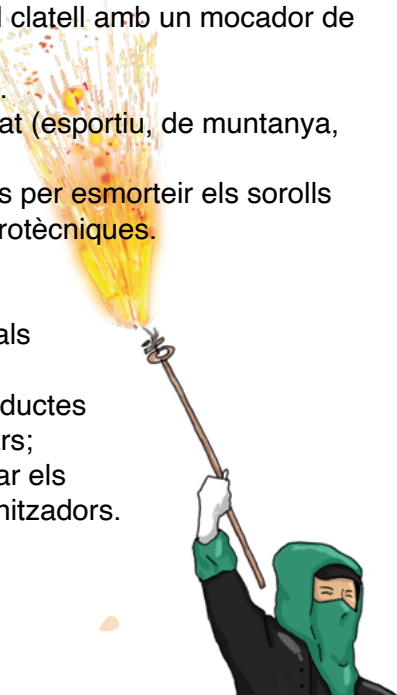 l clatell amb un mocador de
.
at (esportiu, de muntanya,
s per esmorteir els sorolls
rotècniques.
als
ductes
rs;
ar els
nitzadors.